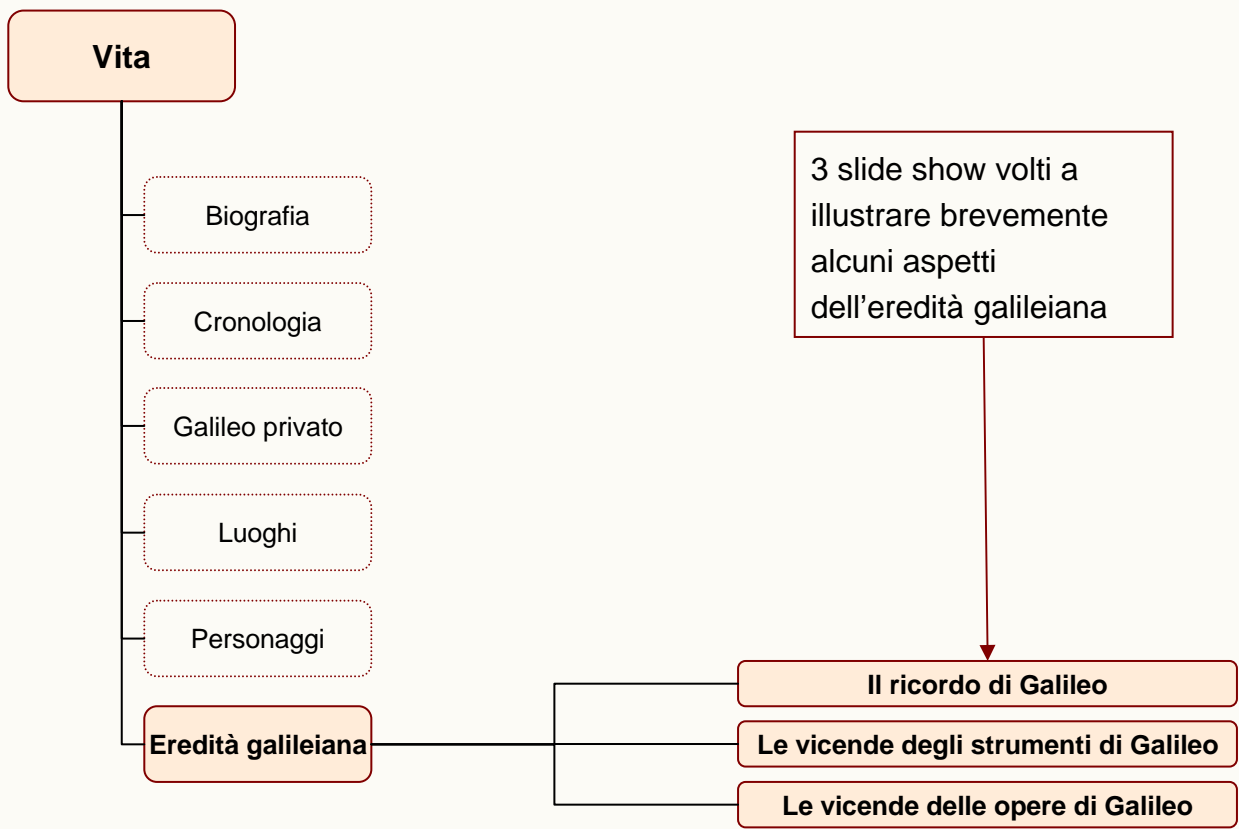 Vita
Biografia
Cronologia
Galileo privato
Luoghi
Personaggi
Eredità galileiana
3 slide show volti a
illustrare brevemente
alcuni aspetti
dell’eredità galileiana
Il ricordo di Galileo
Le vicende degli strumenti di Galileo
Le vicende delle opere di Galileo